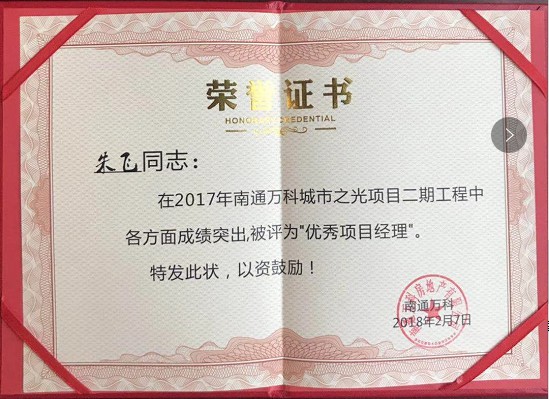 荣誉证书
HONORARY CREDENTIAL
朱飞同志：
在2017年南通万科城市之光项目二期工程中
各方面成绩突出,被评为"优秀项目经理"。
特发此状，以资鼓励！
南通万科
2018年2月7日